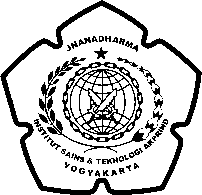 JNANADHARMA
INSTITUT SAINS & TEKNOLOGI AKPRIND
YOGYAKARTA